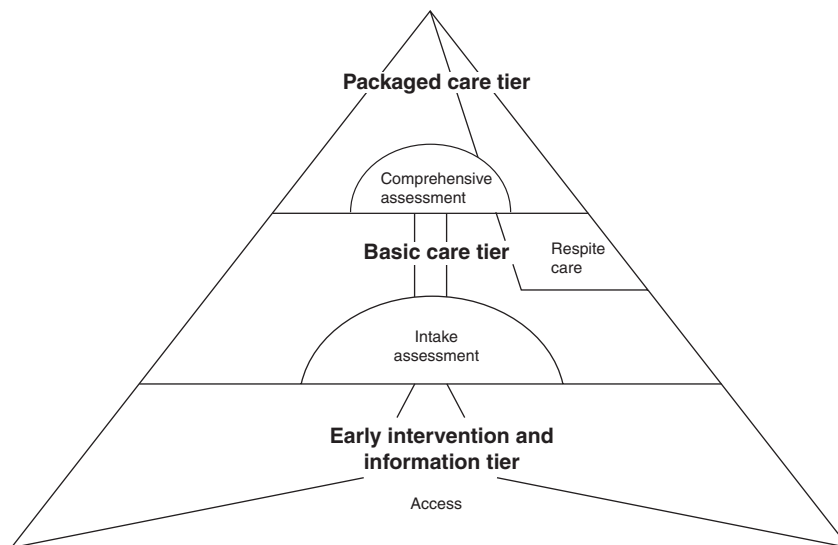 Packaged care tier
Comprehensive
assessment
Basic care tier
Respite
care
Intake
assessment
Early intervention and
information tier
Access